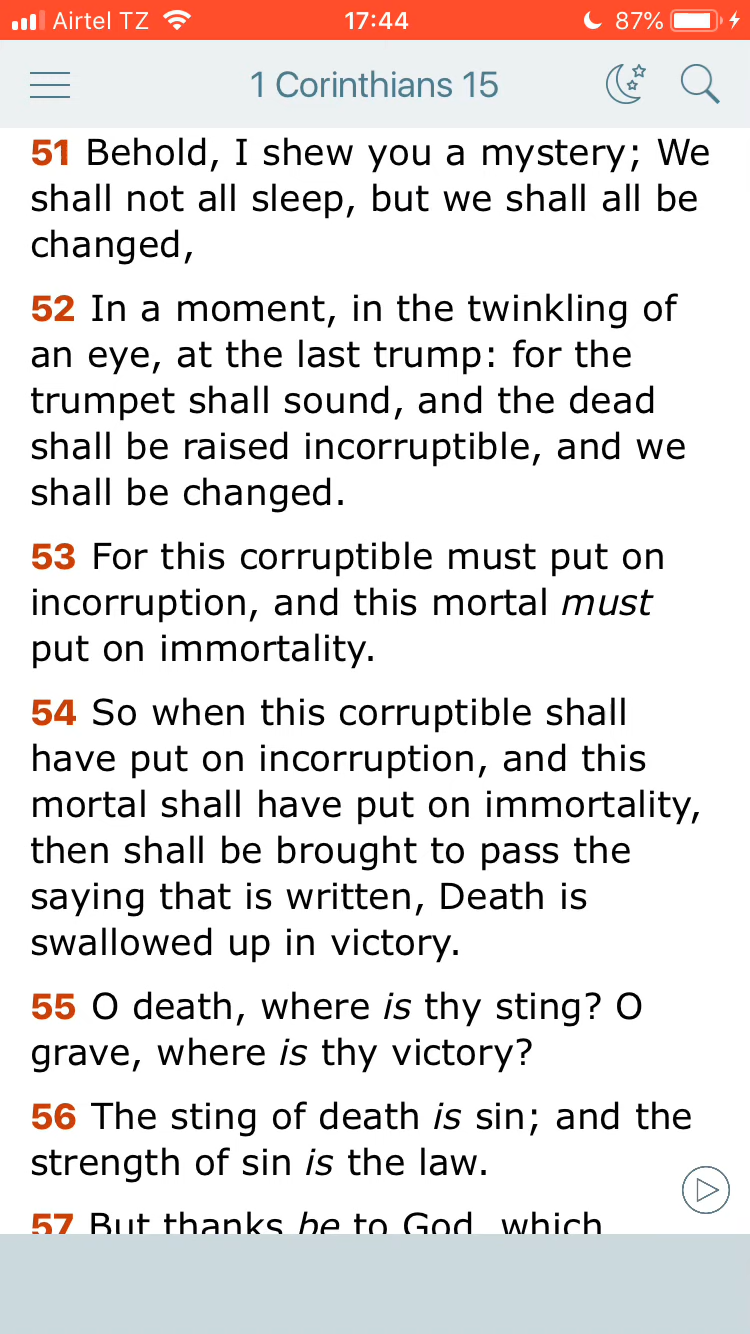 Airtel TZ 17:44 87%
1 Corinthians 15
51 Behold, I shew you a mystery; We
shall not all sleep, but we shall all be
changed,
52 In a moment, in the twinkling of
an eye, at the last trump: for the
trumpet shall sound, and the dead
shall be raised incorruptible, and we
shall be changed.
53 For this corruptible must put on
incorruption, and this mortal must
put on immortality.
54 So when this corruptible shall
have put on incorruption, and this
mortal shall have put on immortality,
then shall be brought to pass the
saying that is written, Death is
swallowed up in victory.
55 O death, where is thy sting? O
grave, where is thy victory?
56 The sting of death is sin; and the
strength of sin is the law.
57 But thanks be to God, which